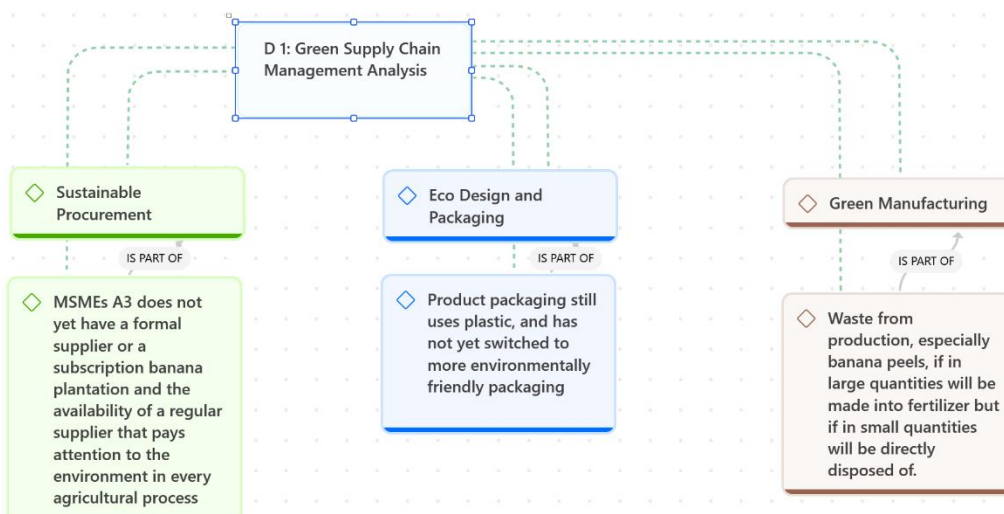 D 1: Green Supply Chain
Management Analysis
Sustainable
Procurement
Eco Design and
Packaging
Green Manufacturing
IS PART OF
IS PART OF
IS PART OF
MSMEs A3 does not
yet have a formal
supplier or a
subscription banana
plantation and the
availability of a regular
supplier that pays
attention to the
environment in every
agricultural process
Product packaging still
uses plastic, and has
not yet switched to
more environmentally
friendly packaging
Waste from
production, especially
banana peels, if in
large quantities will be
made into fertilizer but
if in small quantities
will be directly
disposed of.